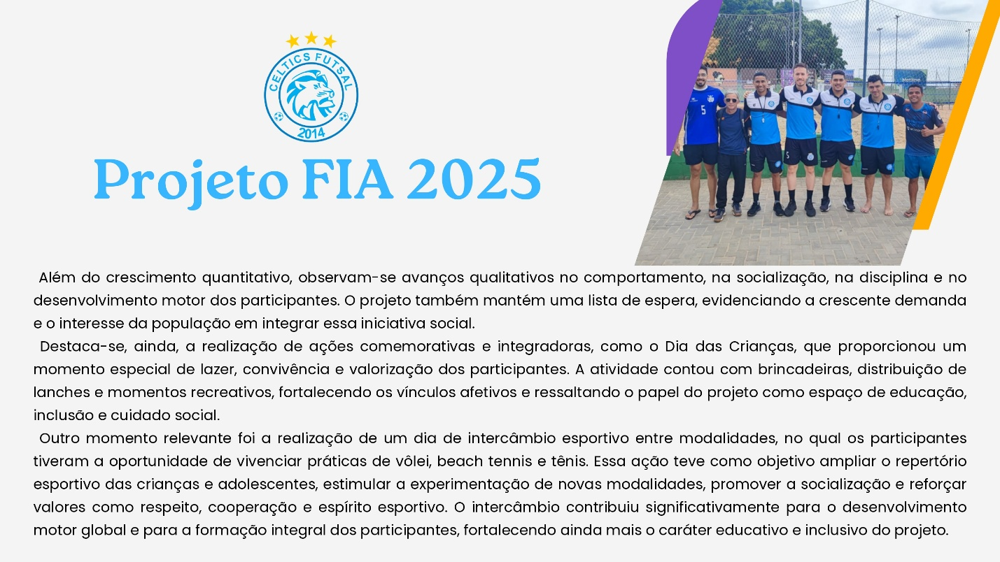 CELTICS FUTSAL
2014
Projeto FIA 2025
5
5
Além do crescimento quantitativo, observam-se avanços qualitativos no comportamento, na socialização, na disciplina e no
desenvolvimento motor dos participantes. O projeto também mantém uma lista de espera, evidenciando a crescente demanda
e o interesse da população em integrar essa iniciativa social.
Destaca-se, ainda, a realização de ações comemorativas e integradoras, como o Dia das Crianças, que proporcionou um
momento especial de lazer, convivência e valorização dos participantes. A atividade contou com brincadeiras, distribuição de
lanches e momentos recreativos, fortalecendo os vínculos afetivos e ressaltando o papel do projeto como espaço de educação,
inclusão e cuidado social.
Outro momento relevante foi a realização de um dia de intercâmbio esportivo entre modalidades, no qual os participantes
tiveram a oportunidade de vivenciar práticas de vôlei, beach tennis e tênis. Essa ação teve como objetivo ampliar o repertório
esportivo das crianças e adolescentes, estimular a experimentação de novas modalidades, promover a socialização e reforçar
valores como respeito, cooperação e espírito esportivo. O intercâmbio contribuiu significativamente para o desenvolvimento
motor global e para a formação integral dos participantes, fortalecendo ainda mais o caráter educativo e inclusivo do projeto.